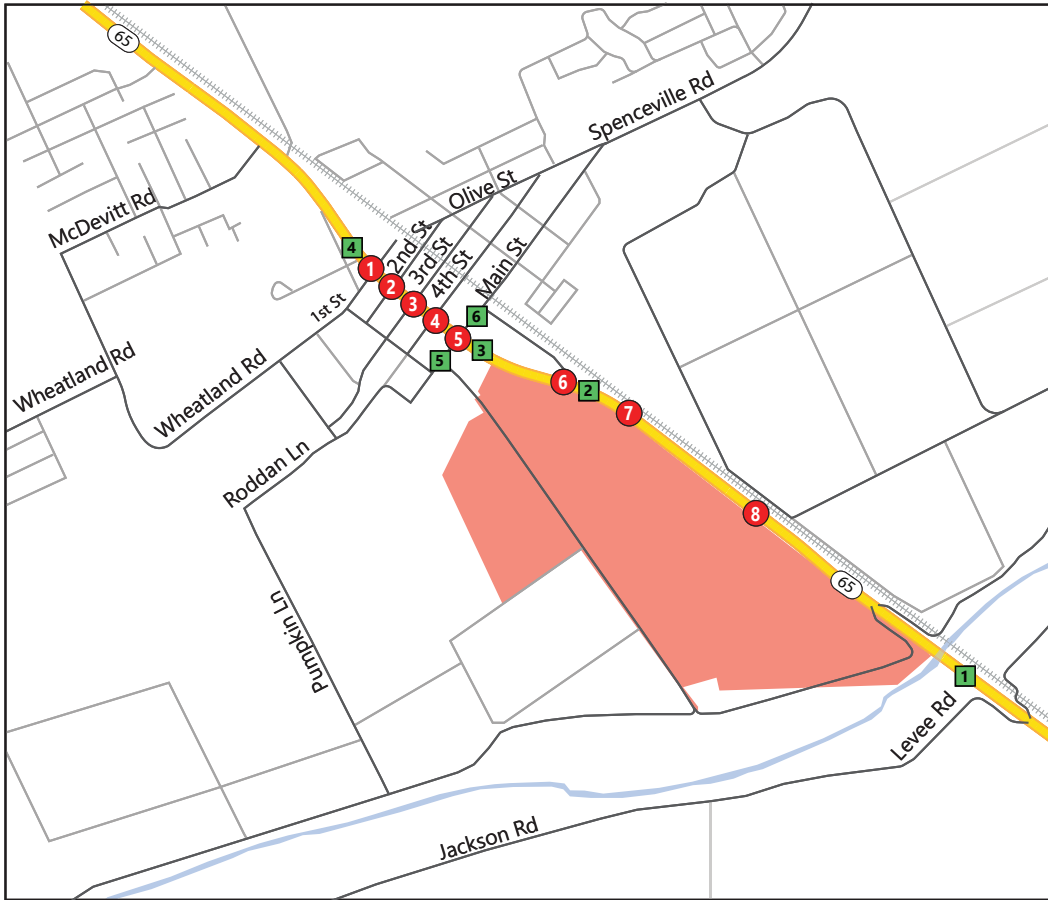 65
Spenceville Rd
Olive St
McDevitt Rd
4
2nd St
1
3rd St
Main St
4th St
2
1st St
3
6
4
5
3
5
Wheatland Rd
Wheatland Rd
6
2
7
Roddan Ln
8
65
Pumpkin Ln
1
Levee Rd
Jackson Rd